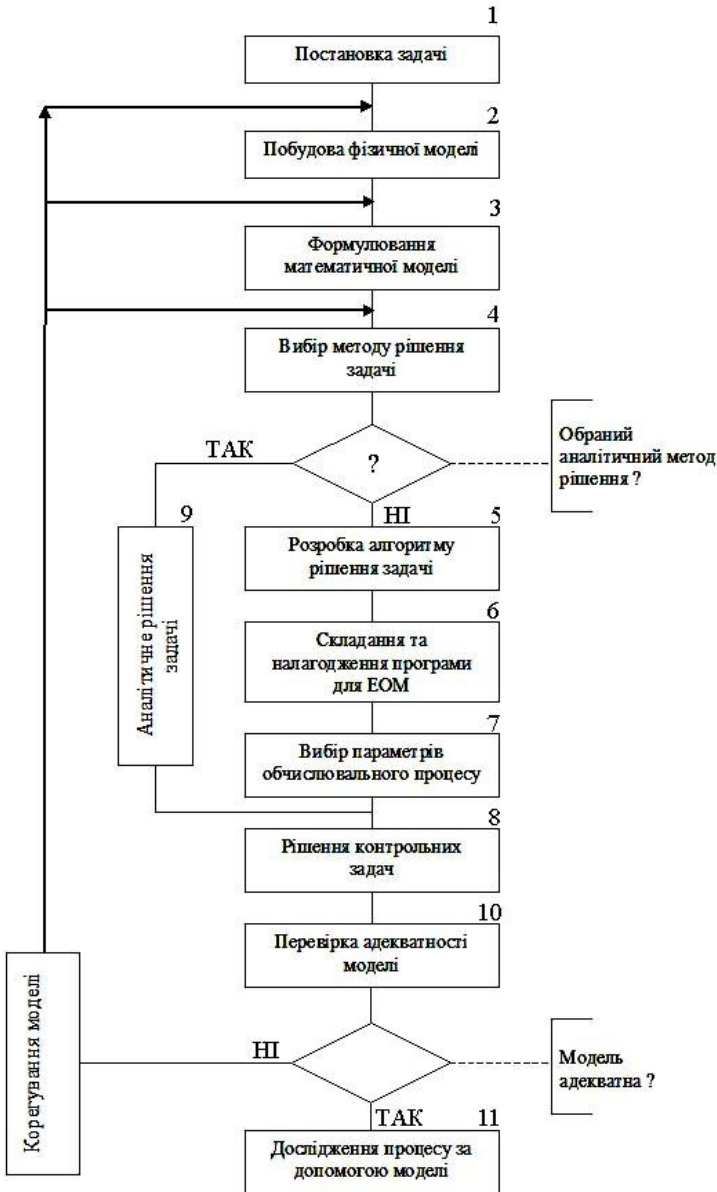 1
Постановка задачі
2
Побудова фізичної моделі
3
Формулювання
математичної моделі
4
Вибір методу рішення
задачі
?
Обраний
аналітичний метод
рішення ?
ТАК
НІ
5
Розробка алгоритму
рішення задачі
9
Аналітичне рішення
задачі
6
Складання та
налагодження програми
для ЕОМ
7
Вибір параметрів
обчислювального процесу
8
Рішення контрольних
задач
10
Перевірка адекватності
моделі
Корегування моделі
НІ
Модель
адекватна ?
ТАК
11
Дослідження процесу за
допомогою моделі